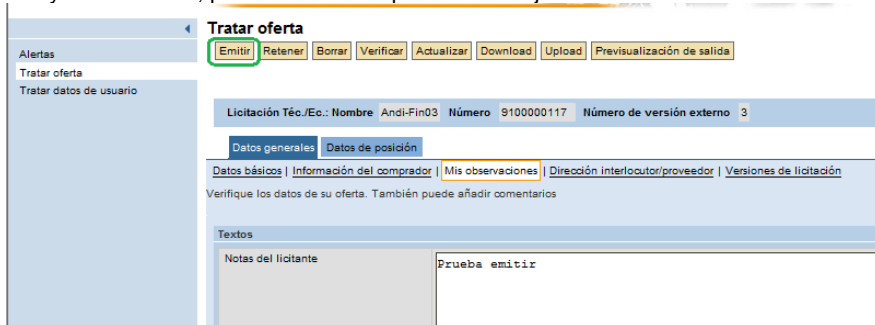 Tratar oferta
Emitir Retener Borrar Verificar Actualizar Download Upload Previsualización de salida
Alertas
Tratar oferta
Tratar datos de usuario
Licitación Téc./Ec.: Nombre Andi-Fin03 Número 9100000117 Número de versión externo 3
Datos generales Datos de posición
Datos básicos | Información del comprador | Mis observaciones | Dirección interlocutor/proveedor | Versiones de licitación
Verifique los datos de su oferta. También puede añadir comentarios
Textos
Notas del licitante Prueba emitir